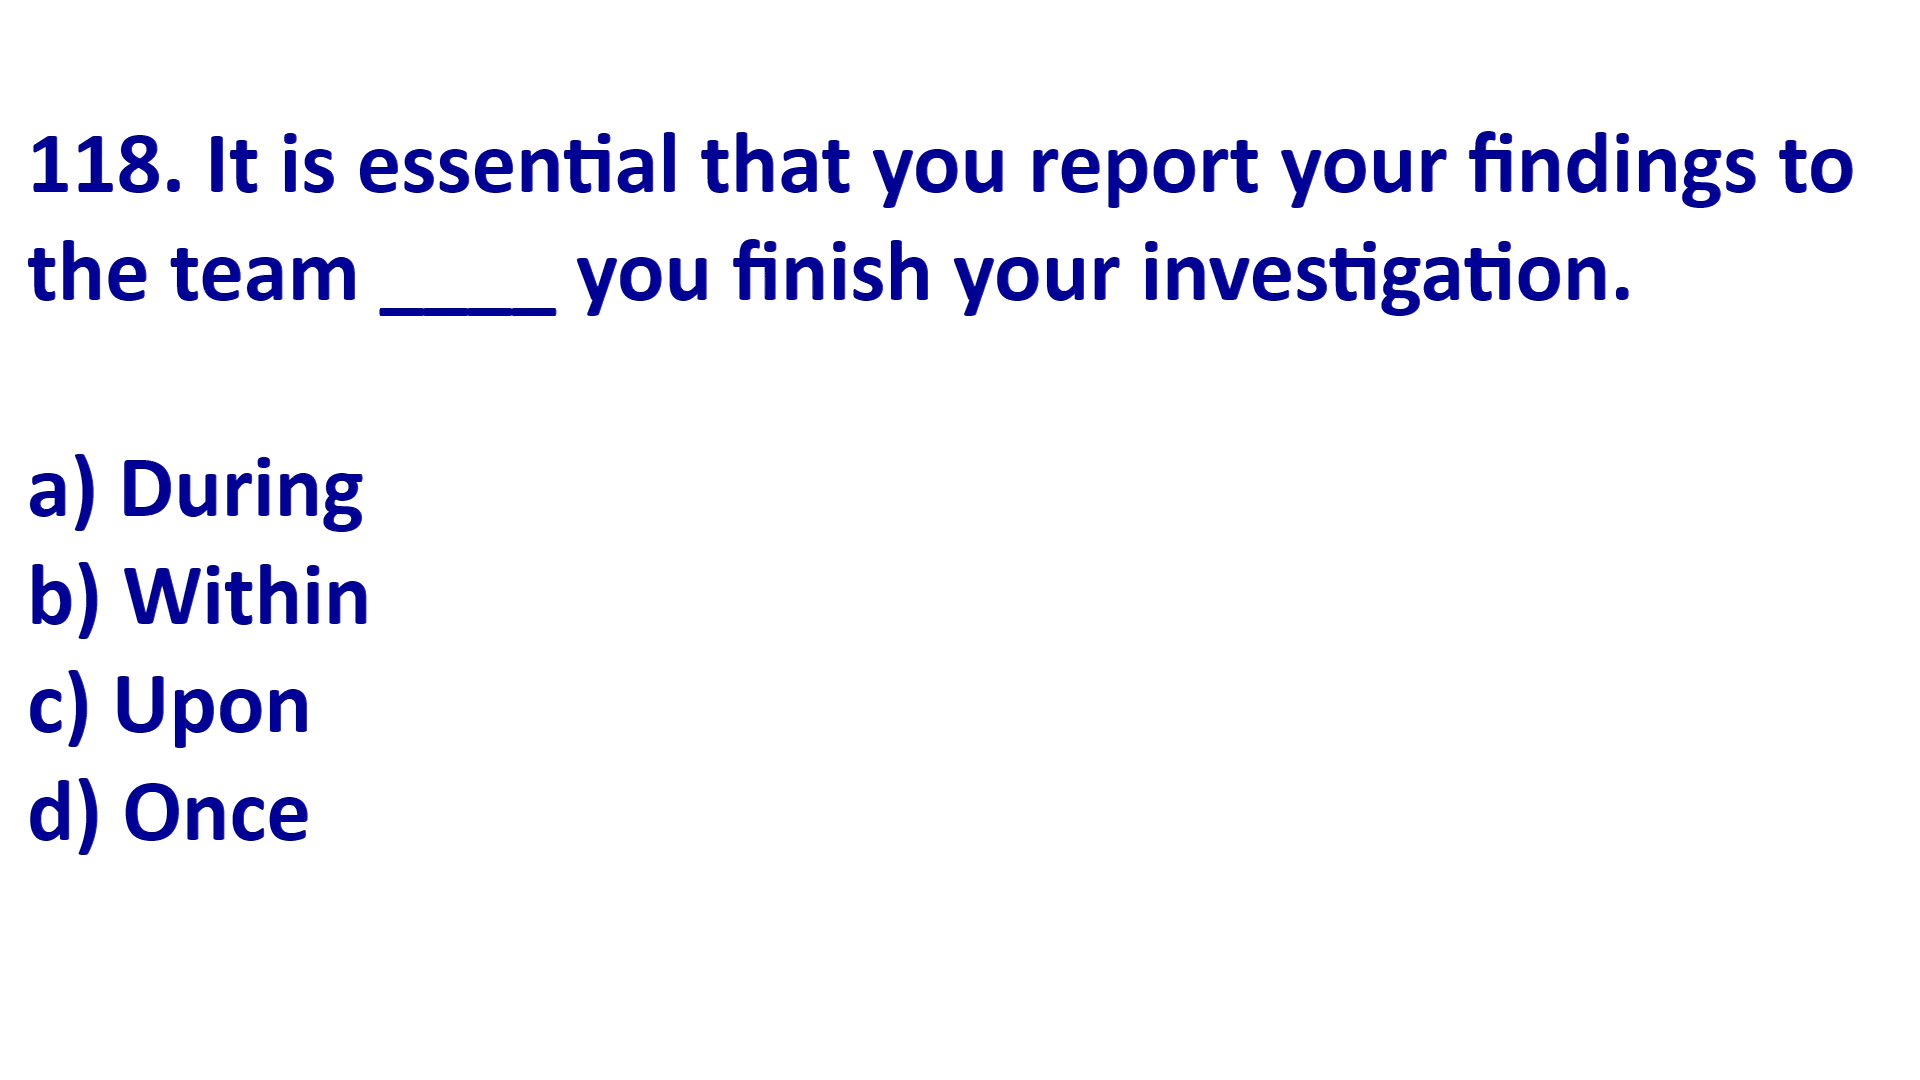 118. It is essential that you report your findings to
the team ____ you finish your investigation.
a) During
b) Within
c) Upon
d) Once